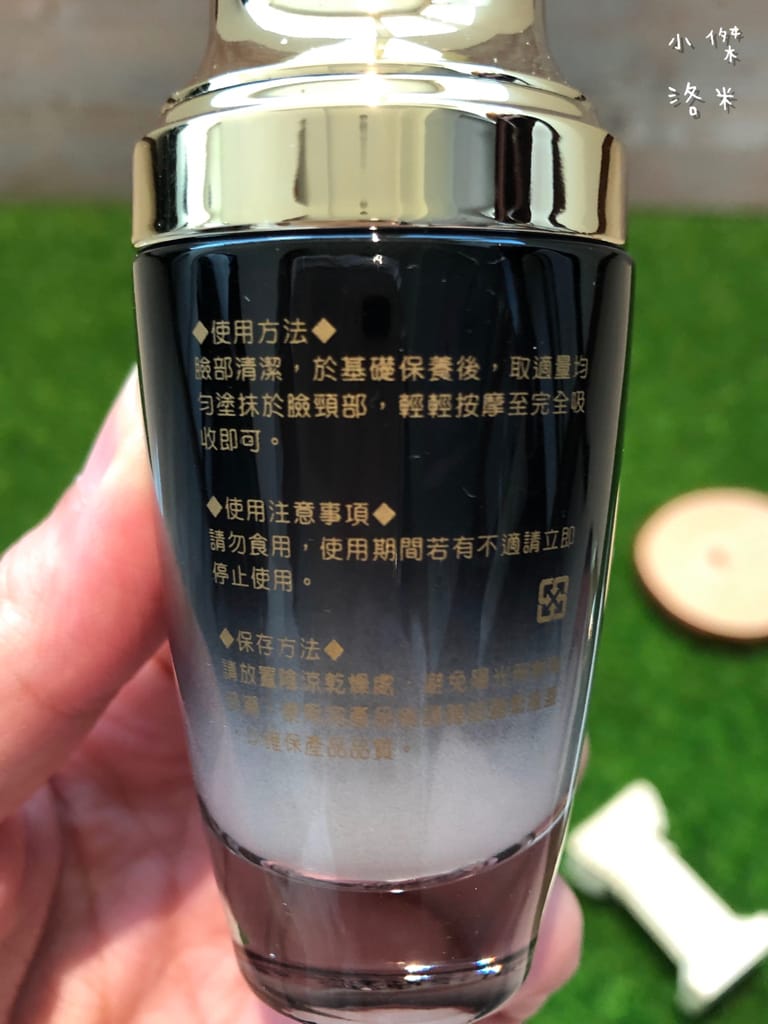 小傑
洛米
◆使用方法◆
臉部清潔，於基礎保養後，取適量均
勻塗抹於臉頸部，輕輕按摩至完全吸
收即可。
◆使用注意事項◆
請勿食用，使用期間若有不適請立即
停止使用。
◆保存方法◆
請放置陰涼乾燥處，避免陽光
以維保產品品質。